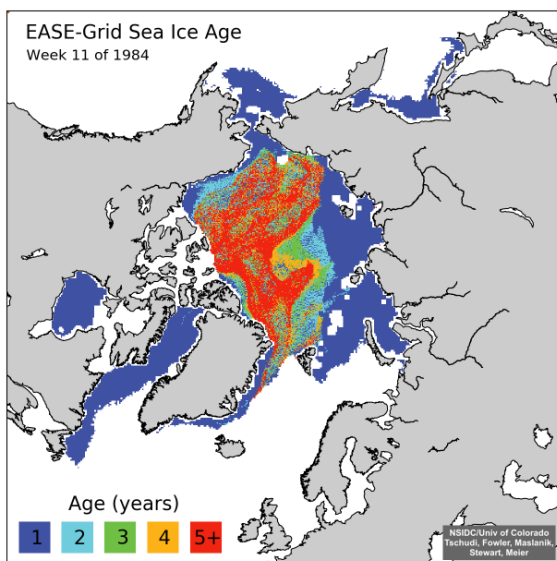 EASE-Grid Sea Ice Age
Week 11 of 1984
Age (years)
1 2 3 4 5+
NSIDC/Univ of Colorado
Tschudi, Fowler, Maslanik,
Stewart, Meier